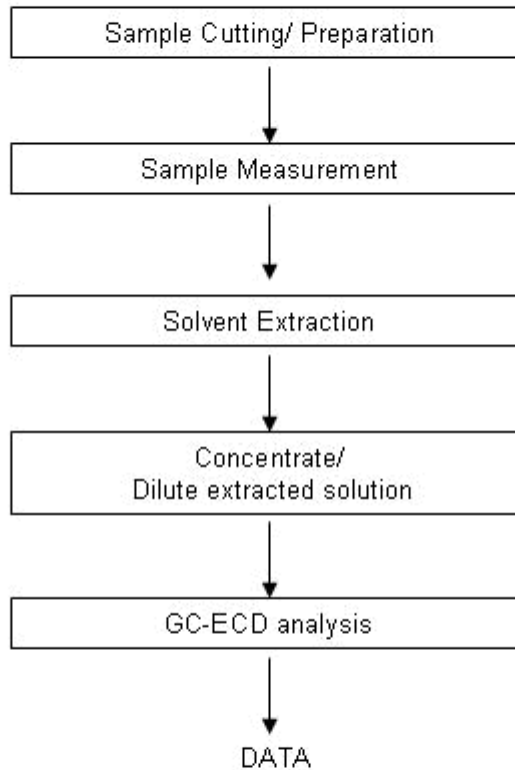 Sample Cutting/ Preparation
Sample Measurement
Solvent Extraction
Concentrate/
Dilute extracted solution
GC-ECD analysis
DATA